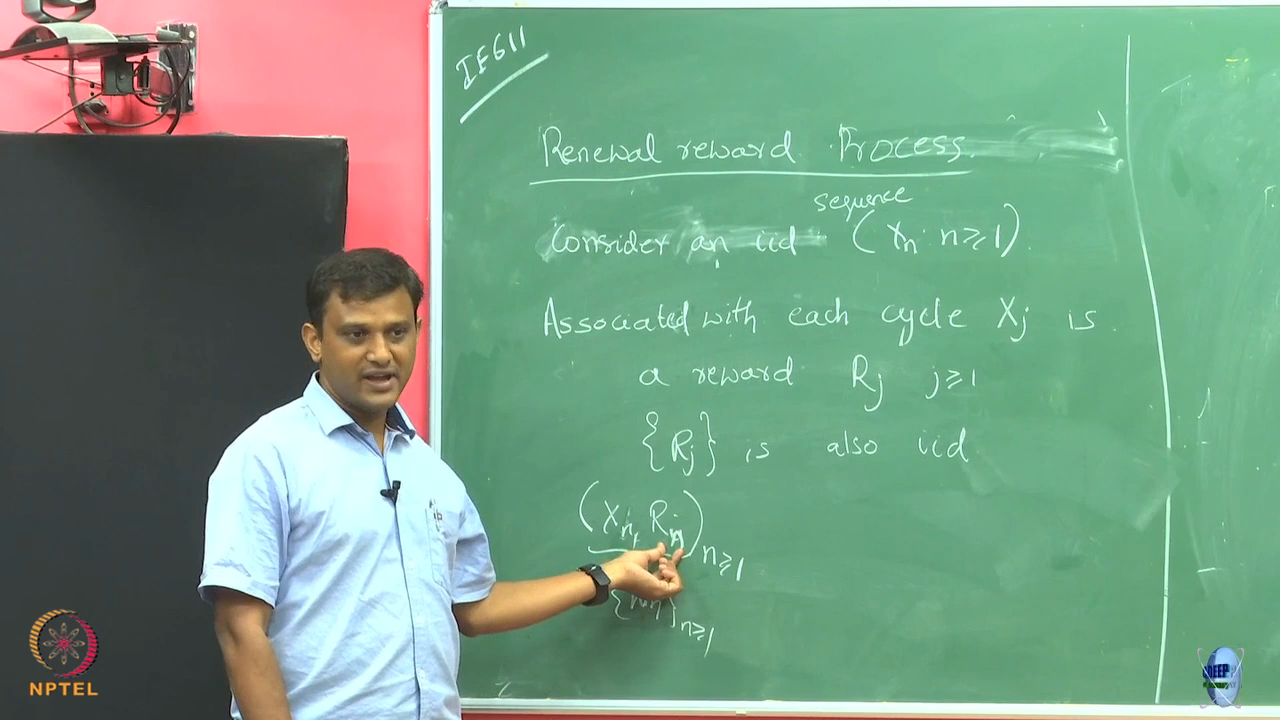 IE611
Renewal reward Process.
sequence
Consider an iid (Xn : n≥1).
Associated with each cycle Xj is
a reward Rj j≥1
{Rj} is also iid
(Xn, Rn)n≥1
n≥1
NPTEL